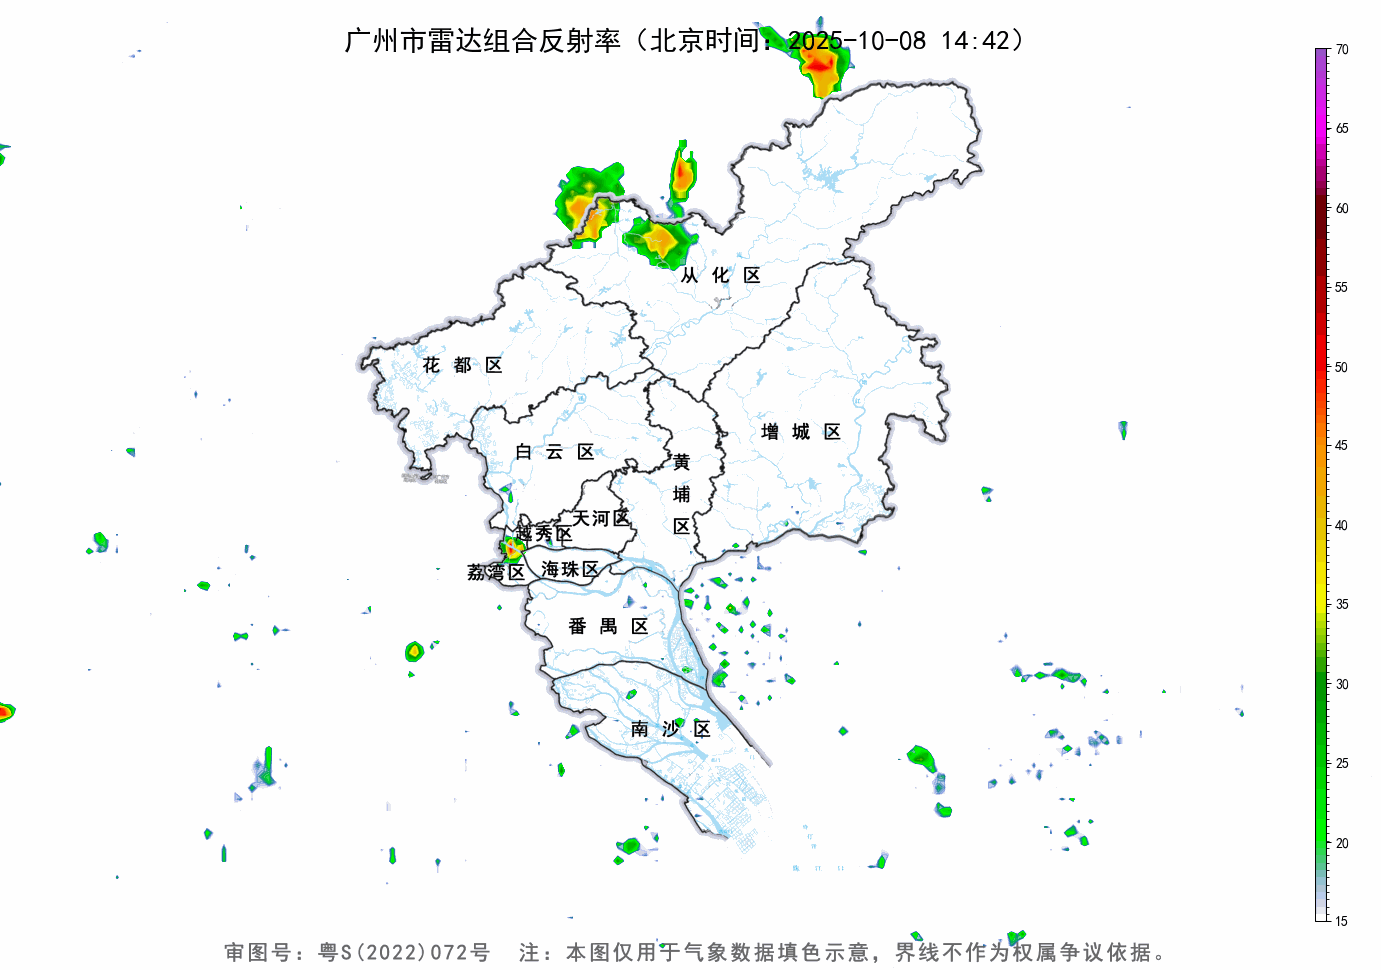 广州市雷达组合反射率（北京时间：2025-10-08 14:42）
70
65
60
55
50
45
40
35
30
25
20
15
从化区
花都区
增城区
白云区
黄埔区
天河区
越秀区
荔湾区
海珠区
番禺区
南沙区
审图号：粤S(2022)072号 注：本图仅用于气象数据填色示意，界线不作为权属争议依据。